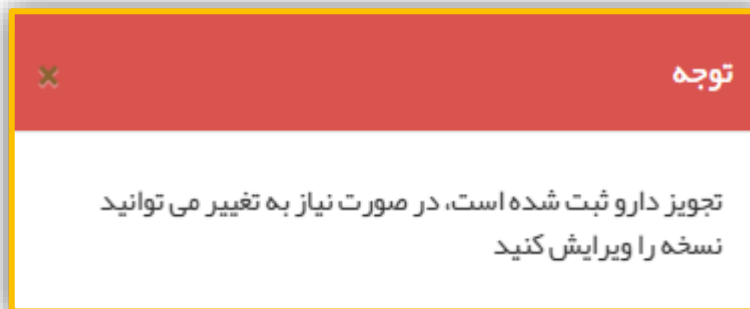 توجه
تجویز دارو ثبت شده است، در صورت نیاز به تغییر می توانید
نسخه را ویرایش کنید